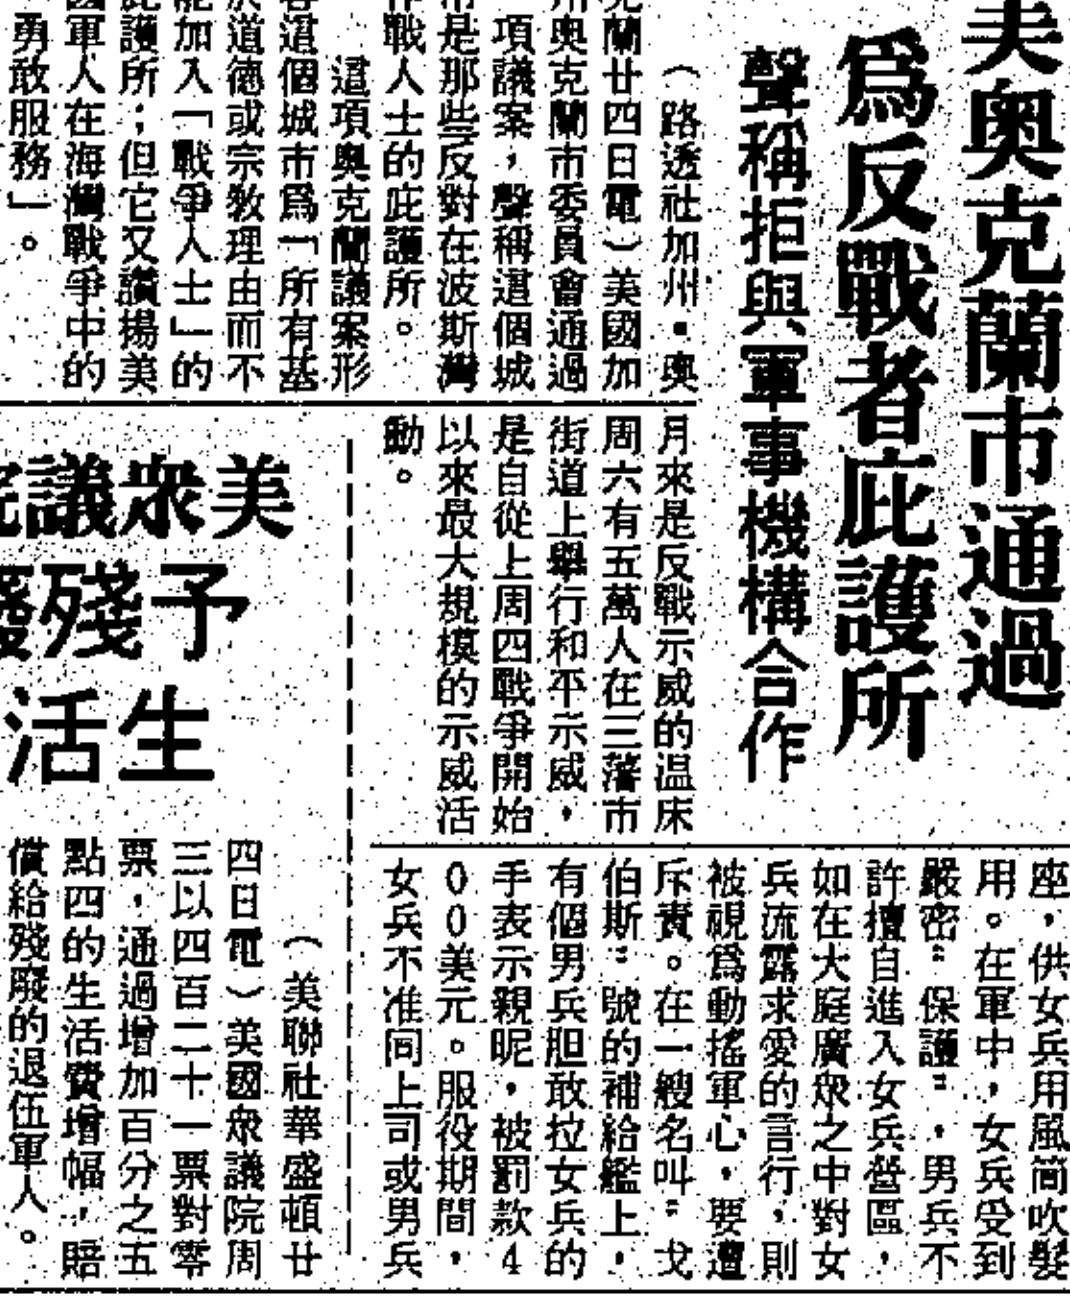 美奧克蘭市通過
爲反戰者庇護所
聲稱拒與軍事機構合作
（路透社加州·奧
克蘭廿四日電）美國加
州奧克蘭市委員會通過
項議案，聲稱這個城
市是那些反對在波斯灣
作戰人士的庇護所。
這項奧克蘭議案形
容這個城市爲「所有基
於道德或宗敎理由而不
能加入「戰爭人士」的
庇護所；但它又讚揚美
國軍人在海灣戰爭中的
勇敢服務」。
月來是反戰示威的溫床
周六有五萬人在三藩市
街道上舉行和平示威，
是自從上周四戰爭開始
以來最大規模的示威活
動。
座，供女兵用風筒吹髮
用。在軍中，女兵受到
嚴密〝保護〞，男兵不
許擅自進入女兵營區，
如在大庭廣衆之中對女
兵流露求愛的言行，則
被視爲動搖軍心，要遭
斥責。在一艘名叫〝戈
伯斯〞號的補給艦上，
有個男兵胆敢拉女兵的
手表示親昵，被罰款4
00美元。服役期間，
女兵不准同上司或男兵
美衆議院
予殘廢
生活
（美聯社華盛頓廿
四日電）美國衆議院周
三以四百二十一票對零
票，通過增加百分之五
點四的生活費增幅，賠
償給殘廢的退伍軍人。